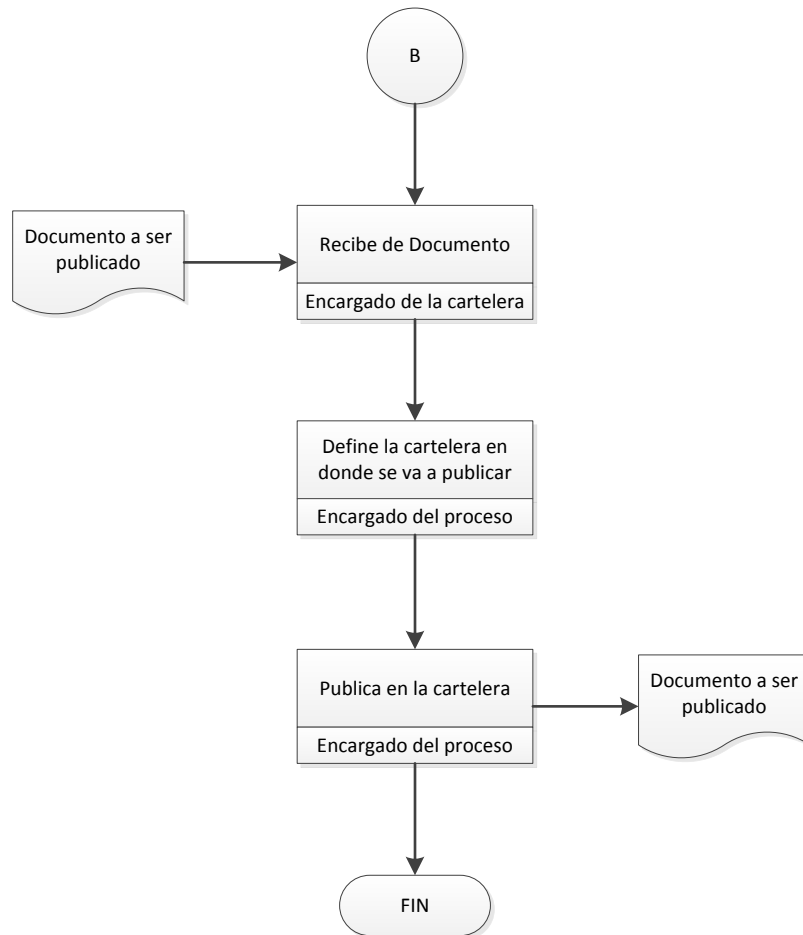 B
Documento a ser
publicado
Recibe de Documento
Encargado de la cartelera
Define la cartelera en
donde se va a publicar
Encargado del proceso
Publica en la cartelera
Encargado del proceso
Documento a ser
publicado
FIN